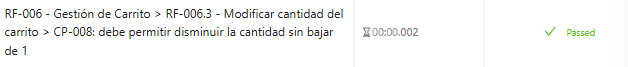 RF-006 - Gestión de Carrito > RF-006.3 - Modificar cantidad del
carrito > CP-008: debe permitir disminuir la cantidad sin bajar
de 1
00:00.002
Passed